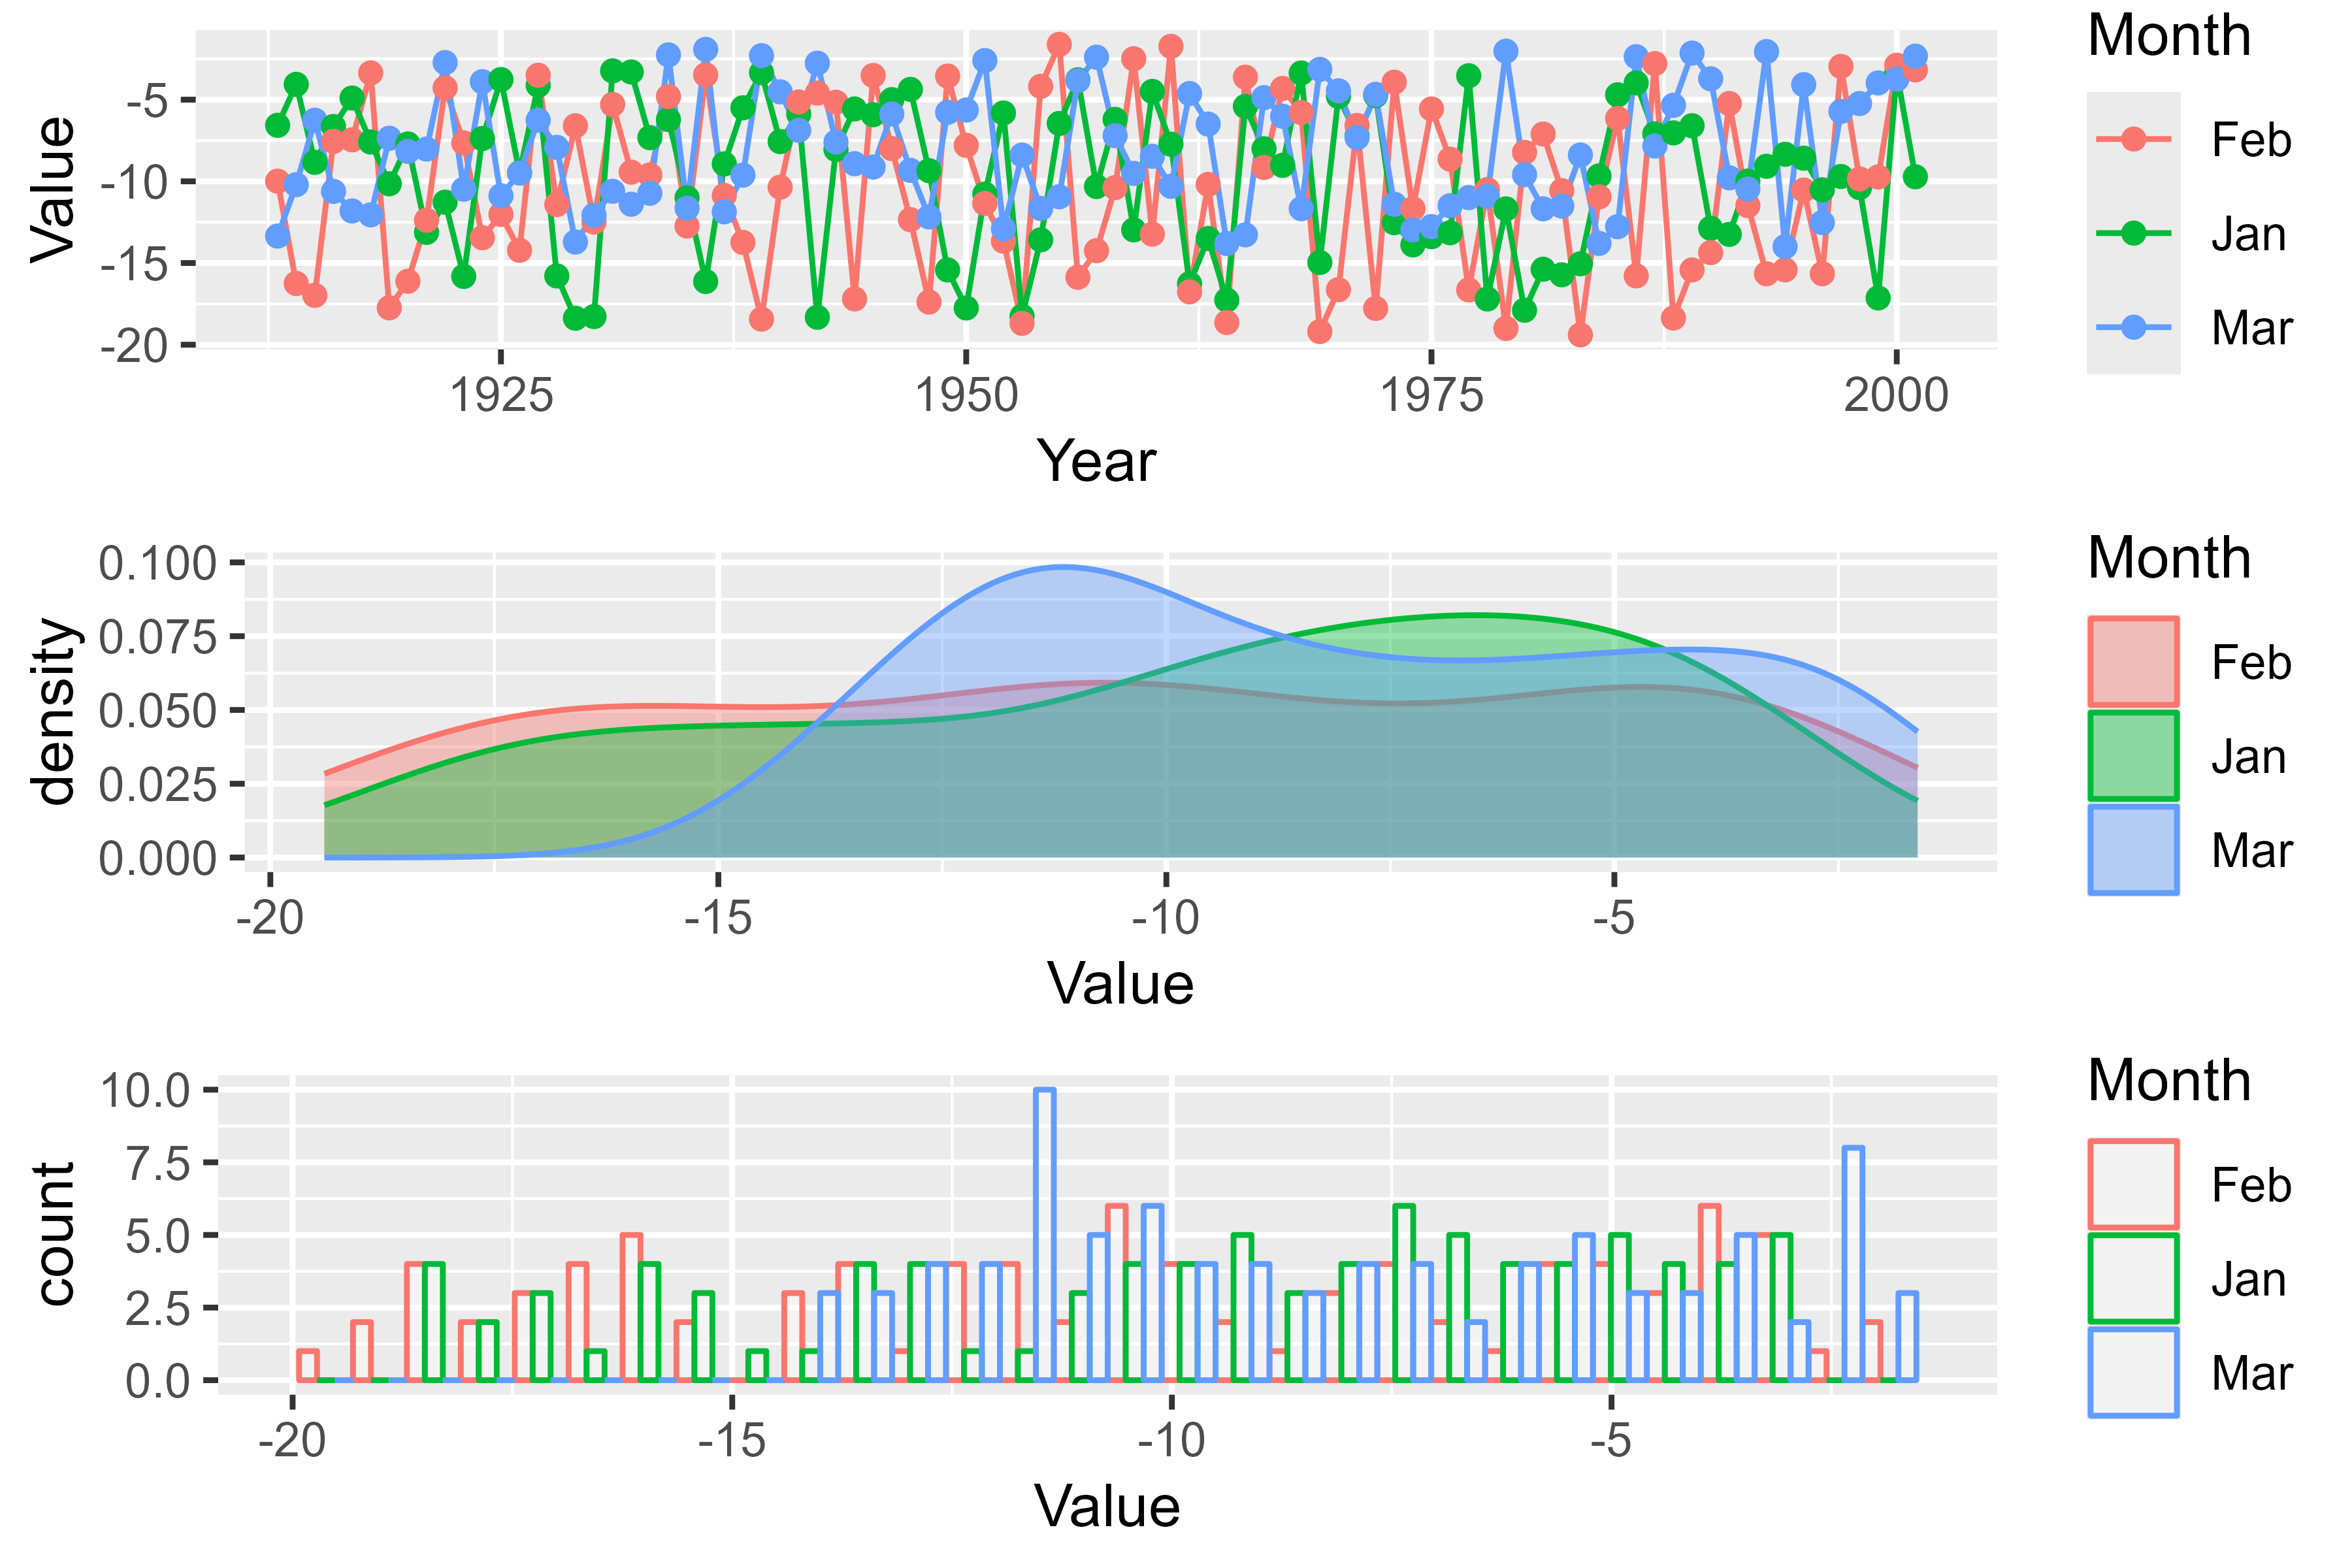 Value
-5
-10
-15
-20
1925 1950 1975 2000
Year
Month
Feb
Jan
Mar
density
0.100
0.075
0.050
0.025
0.000
-20 -15 -10 -5
Value
Month
Feb
Jan
Mar
count
10.0
7.5
5.0
2.5
0.0
-20 -15 -10 -5
Value
Month
Feb
Jan
Mar